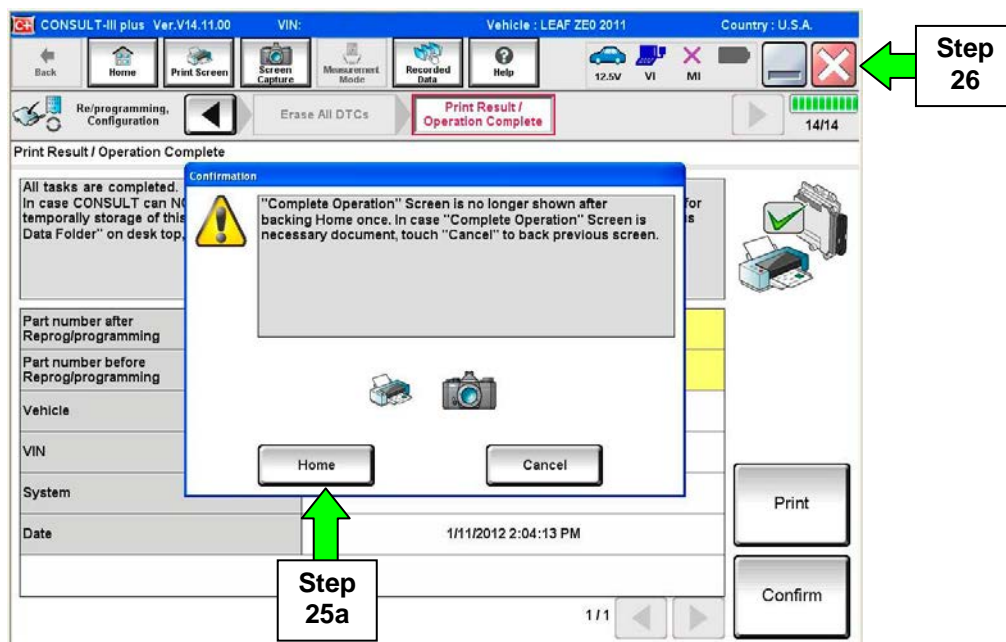 CONSULT-III plus Ver.V14.11.00 VIN: Vehicle : LEAF ZE0 2011 Country : U.S.A.
Back Home Print Screen Screen Capture Measurement Mode Recorded Data Help 12.5V VI MI
Step
26
Re/programming,
Configuration
Erase All DTCs
Print Result /
Operation Complete
14/14
Print Result / Operation Complete
All tasks are completed.
In case CONSULT can N for
temporally storage of this s
Data Folder" on desk top,
Confirmation
"Complete Operation" Screen is no longer shown after
backing Home once. In case "Complete Operation" Screen is
necessary document, touch "Cancel" to back previous screen.
Home Cancel
Part number after
Reprog/programming
Part number before
Reprog/programming
Vehicle
VIN
System
Date 1/11/2012 2:04:13 PM
Print
Confirm
Step
25a
1/1